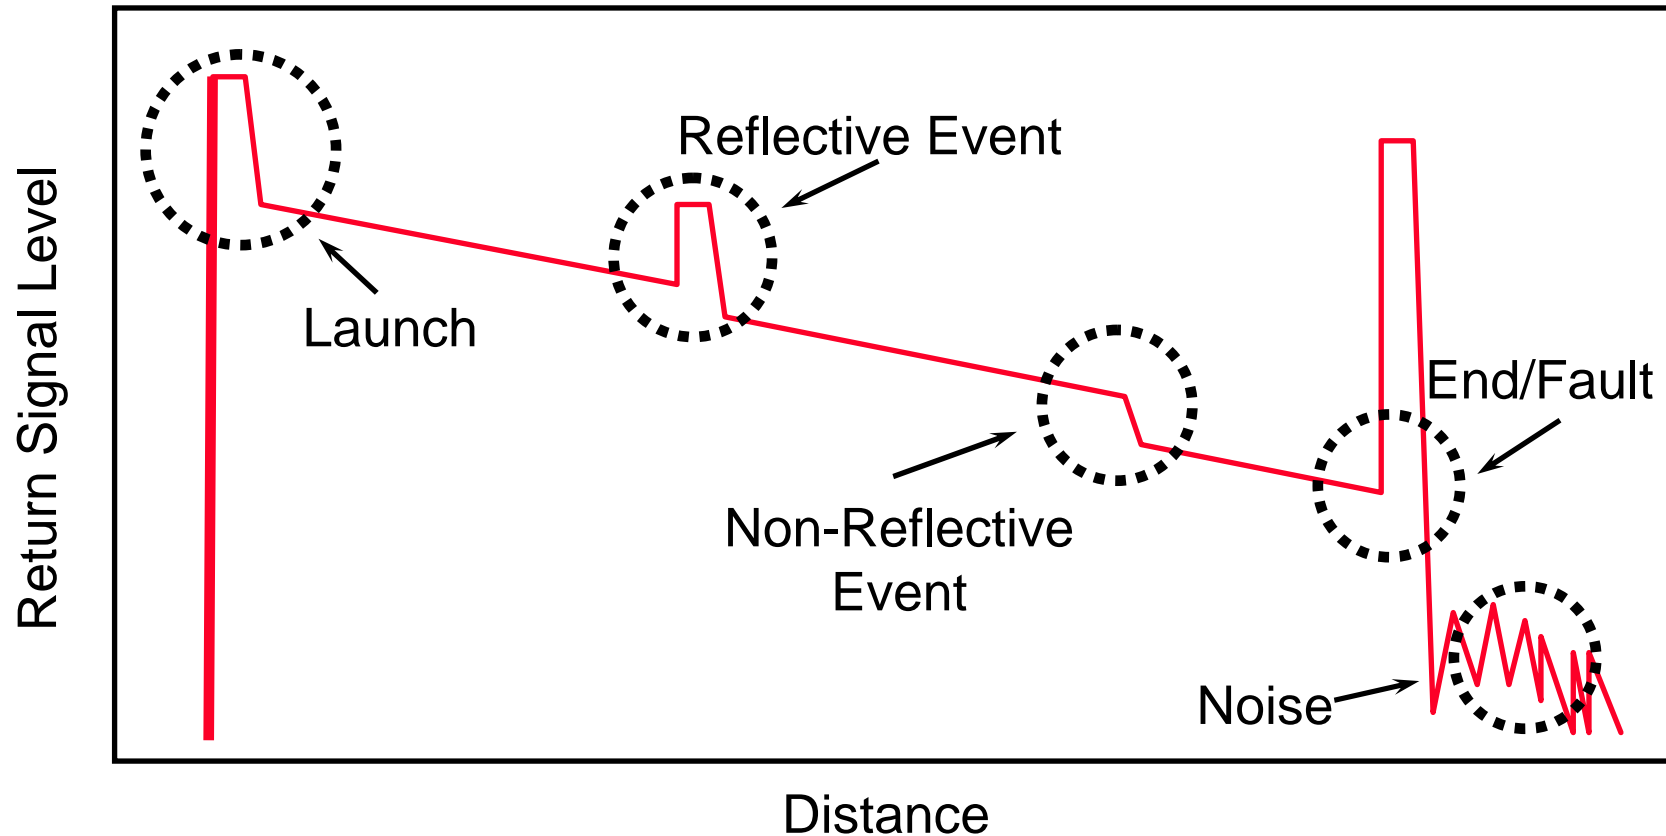 Return Signal Level
Reflective Event
Launch
End/Fault
Non-Reflective
Event
Noise
Distance